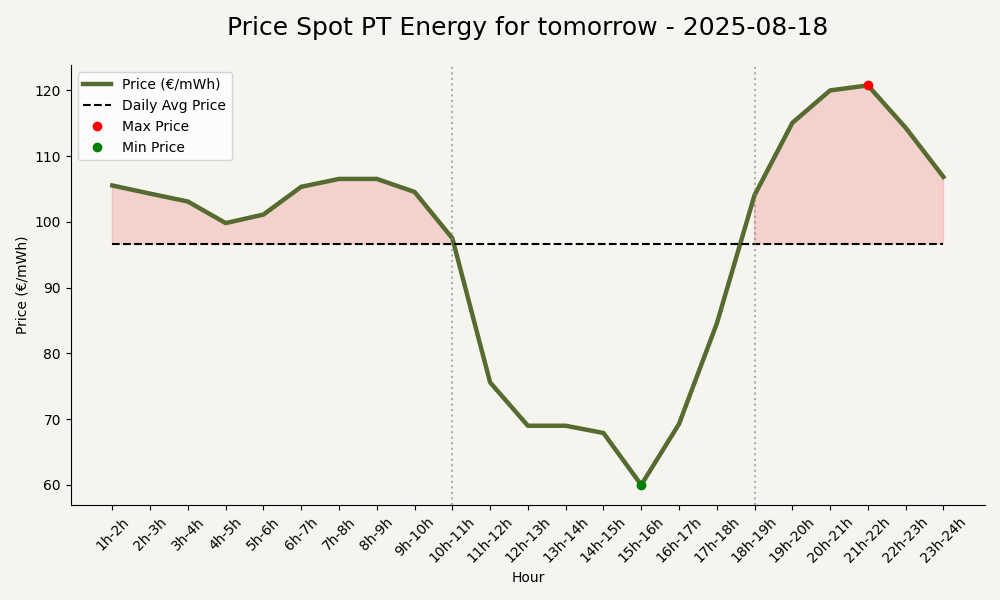 Price Spot PT Energy for tomorrow - 2025-08-18
Price (€/mWh)
Daily Avg Price
Max Price
Min Price
Price (€/mWh)
120
110
100
90
80
70
60
1h-2h
2h-3h
3h-4h
4h-5h
5h-6h
6h-7h
7h-8h
8h-9h
9h-10h
10h-11h
11h-12h
12h-13h
13h-14h
14h-15h
15h-16h
16h-17h
17h-18h
18h-19h
19h-20h
20h-21h
21h-22h
22h-23h
23h-24h
Hour